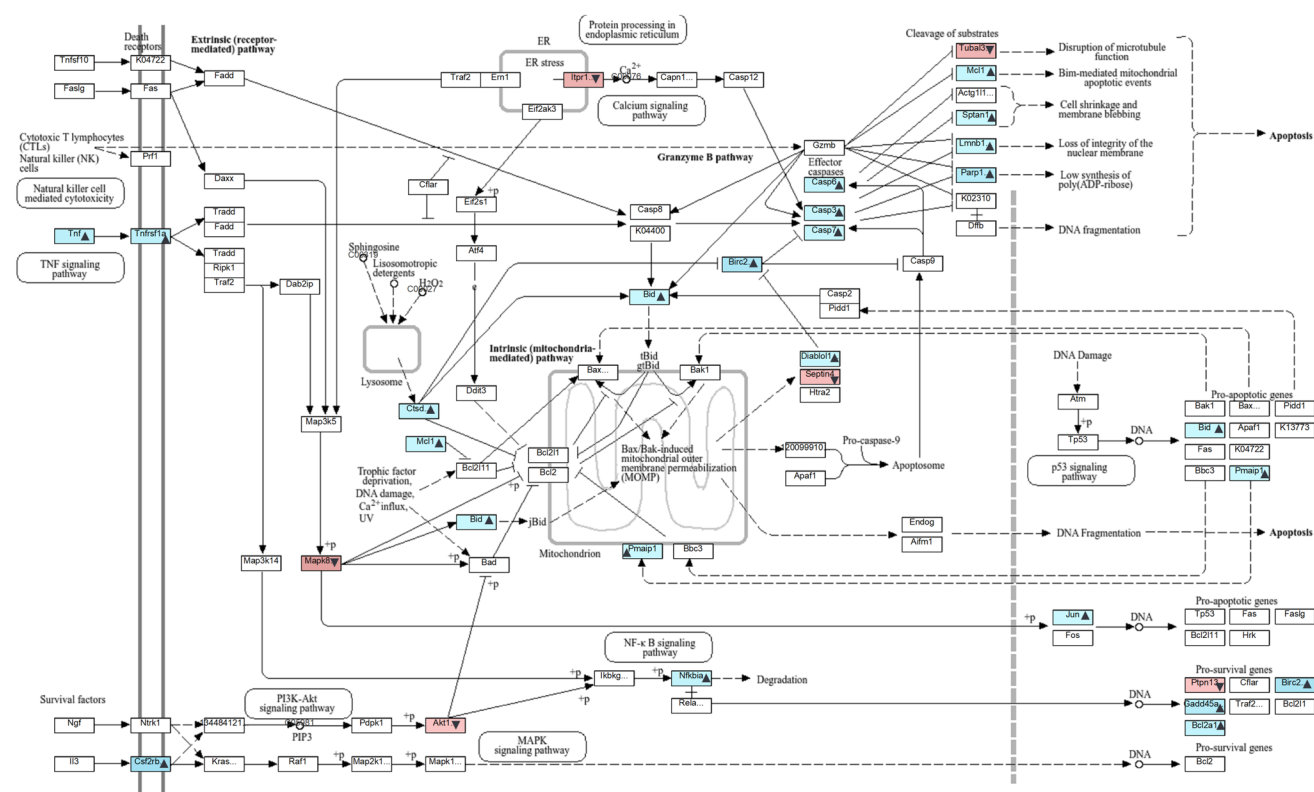 Protein processing in
endoplasmic reticulum
Death
receptors
Extrinsic (receptor-
mediated) pathway
ER
ER stress
Cleavage of substrates
Tnfsf10
K04722
Fadd
Traf2
Ern1
Itpr1...
Ca2+
Capn1...
Casp12
Tubal3
Disruption of microtubule
function
Faslg
Fas
Mcl1
Bim-mediated mitochondrial
apoptotic events
Eif2ak3
Calcium signaling
pathway
Actg1l1...
Sptan1
Cell shrinkage and
membrane blebbing
Cytotoxic T lymphocytes
(CTLs)
Natural killer (NK)
cells
Prf1
Granzyme B pathway
Gzmb
Effector
caspases
Lmnb1
Loss of integrity of the
nuclear membrane
Apoptosis
Natural killer cell
mediated cytotoxicity
Daxx
Cflar
+p
Eif2s1
Casp6
Parp1
Low synthesis of
poly(ADP-ribose)
Tradd
Fadd
Casp8
K04400
Casp3
Casp7
K02310
Dffb
DNA fragmentation
Tnf
Tnfrsf1a
TNF signaling
pathway
Tradd
Ripk1
Traf2
Dab2ip
Sphingosine
Lisosomotropic
detergents
H2O2
Atf4
e
Birc2
Casp9
Bid
Casp2
Pidd1
Lysosome
Intrinsic (mitochondria-
mediated) pathway
tBid
gtBid
Bax...
Bak1
Diablo1
Septin4
Htra2
DNA Damage
Atm
+p
Tp53
DNA
p53 signaling
pathway
Pro-apoptotic genes
Bak1
Bax...
Pidd1
Bid
Apaf1
K13773
Fas
K04722
Bbc3
Pmaip1
Ddit3
Ctsd
Map3k5
Mcl1
Bcl2l11
+p
Bcl2l1
Bcl2
Bax/Bak-induced
mitochondrial outer
membrane permeabilization
(MOMP)
Pro-caspase-9
120099910
Apaf1
Apoptosome
Trophic factor
deprivation,
DNA damage,
Ca2+influx,
UV
Bid
jBid
Endog
Aifm1
DNA Fragmentation
Apoptosis
Mitochondrion
Pmaip1
Bbc3
Map3k14
+p
Mapk8
+p
Bad
+p
+p
Jun
Fos
DNA
Pro-apoptotic genes
Tp53
Fas
Faslg
Bcl2l11
Hrk
NF-κ B signaling
pathway
+p
Ikbkg...
+p
+p
Nfkbia
Degradation
Rela...
DNA
Pro-survival genes
Ptpn13
Cflar
Birc2
Gadd45a
Traf2...
Bcl2l1
Bcl2a1
Survival factors
PI3K-Akt
signaling pathway
Ngf
Ntrk1
134484121
PIP3
Pdpk1
+p
Akt1
MAPK
signaling pathway
Il3
Csf2rb
Kras...
Raf1
+p
Map2k1...
+p
Mapk1...
DNA
Pro-survival genes
Bcl2